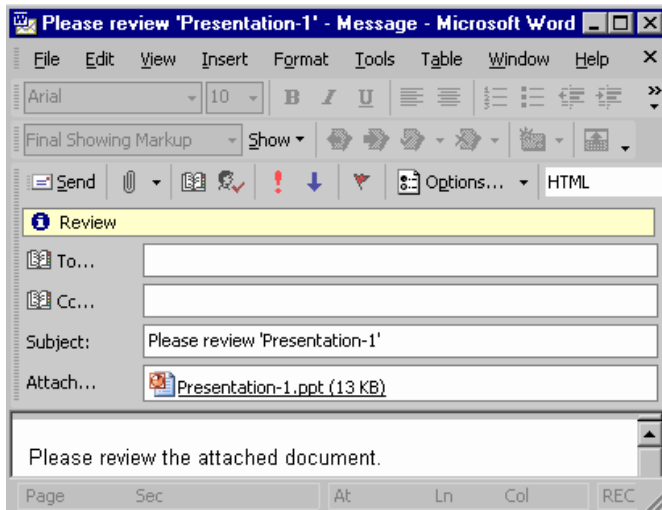 Please review 'Presentation-1' - Message - Microsoft Word
File Edit View Insert Format Tools Table Window Help
Arial 10 B I U
Final Showing Markup Show
Send Options... HTML
Review
To...
Cc...
Subject: Please review 'Presentation-1'
Attach... Presentation-1.ppt (13 KB)
Please review the attached document.
Page Sec At Ln Col REC